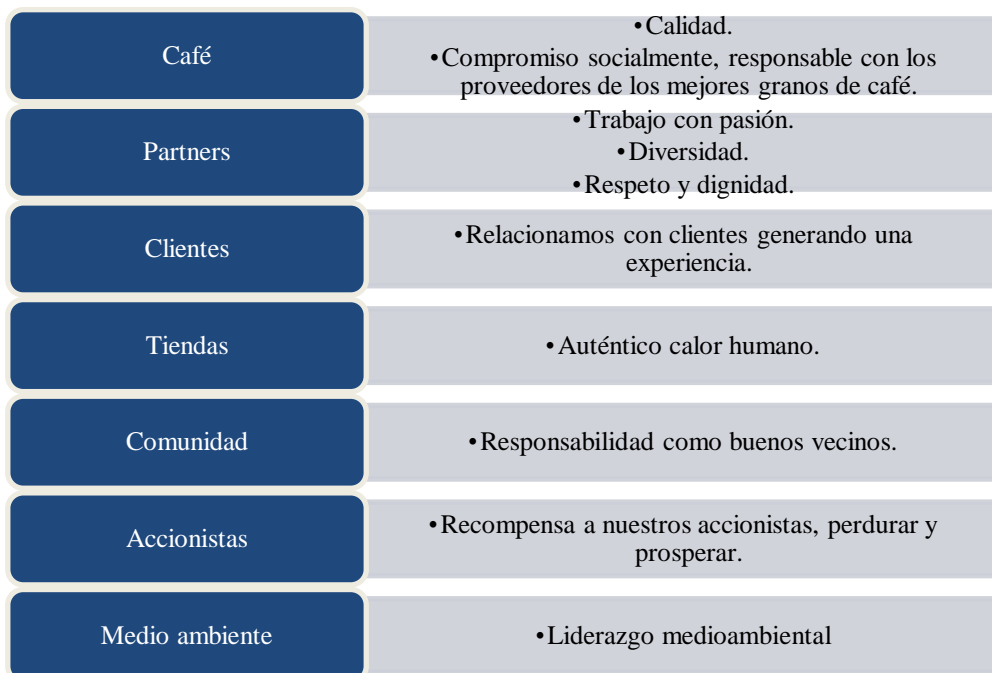 Café
•Calidad.
•Compromiso socialmente, responsable con los
proveedores de los mejores granos de café.
Partners
•Trabajo con pasión.
•Diversidad.
•Respeto y dignidad.
Clientes
•Relacionamos con clientes generando una
experiencia.
Tiendas
•Auténtico calor humano.
Comunidad
•Responsabilidad como buenos vecinos.
Accionistas
•Recompensa a nuestros accionistas, perdurar y
prosperar.
Medio ambiente
•Liderazgo medioambiental